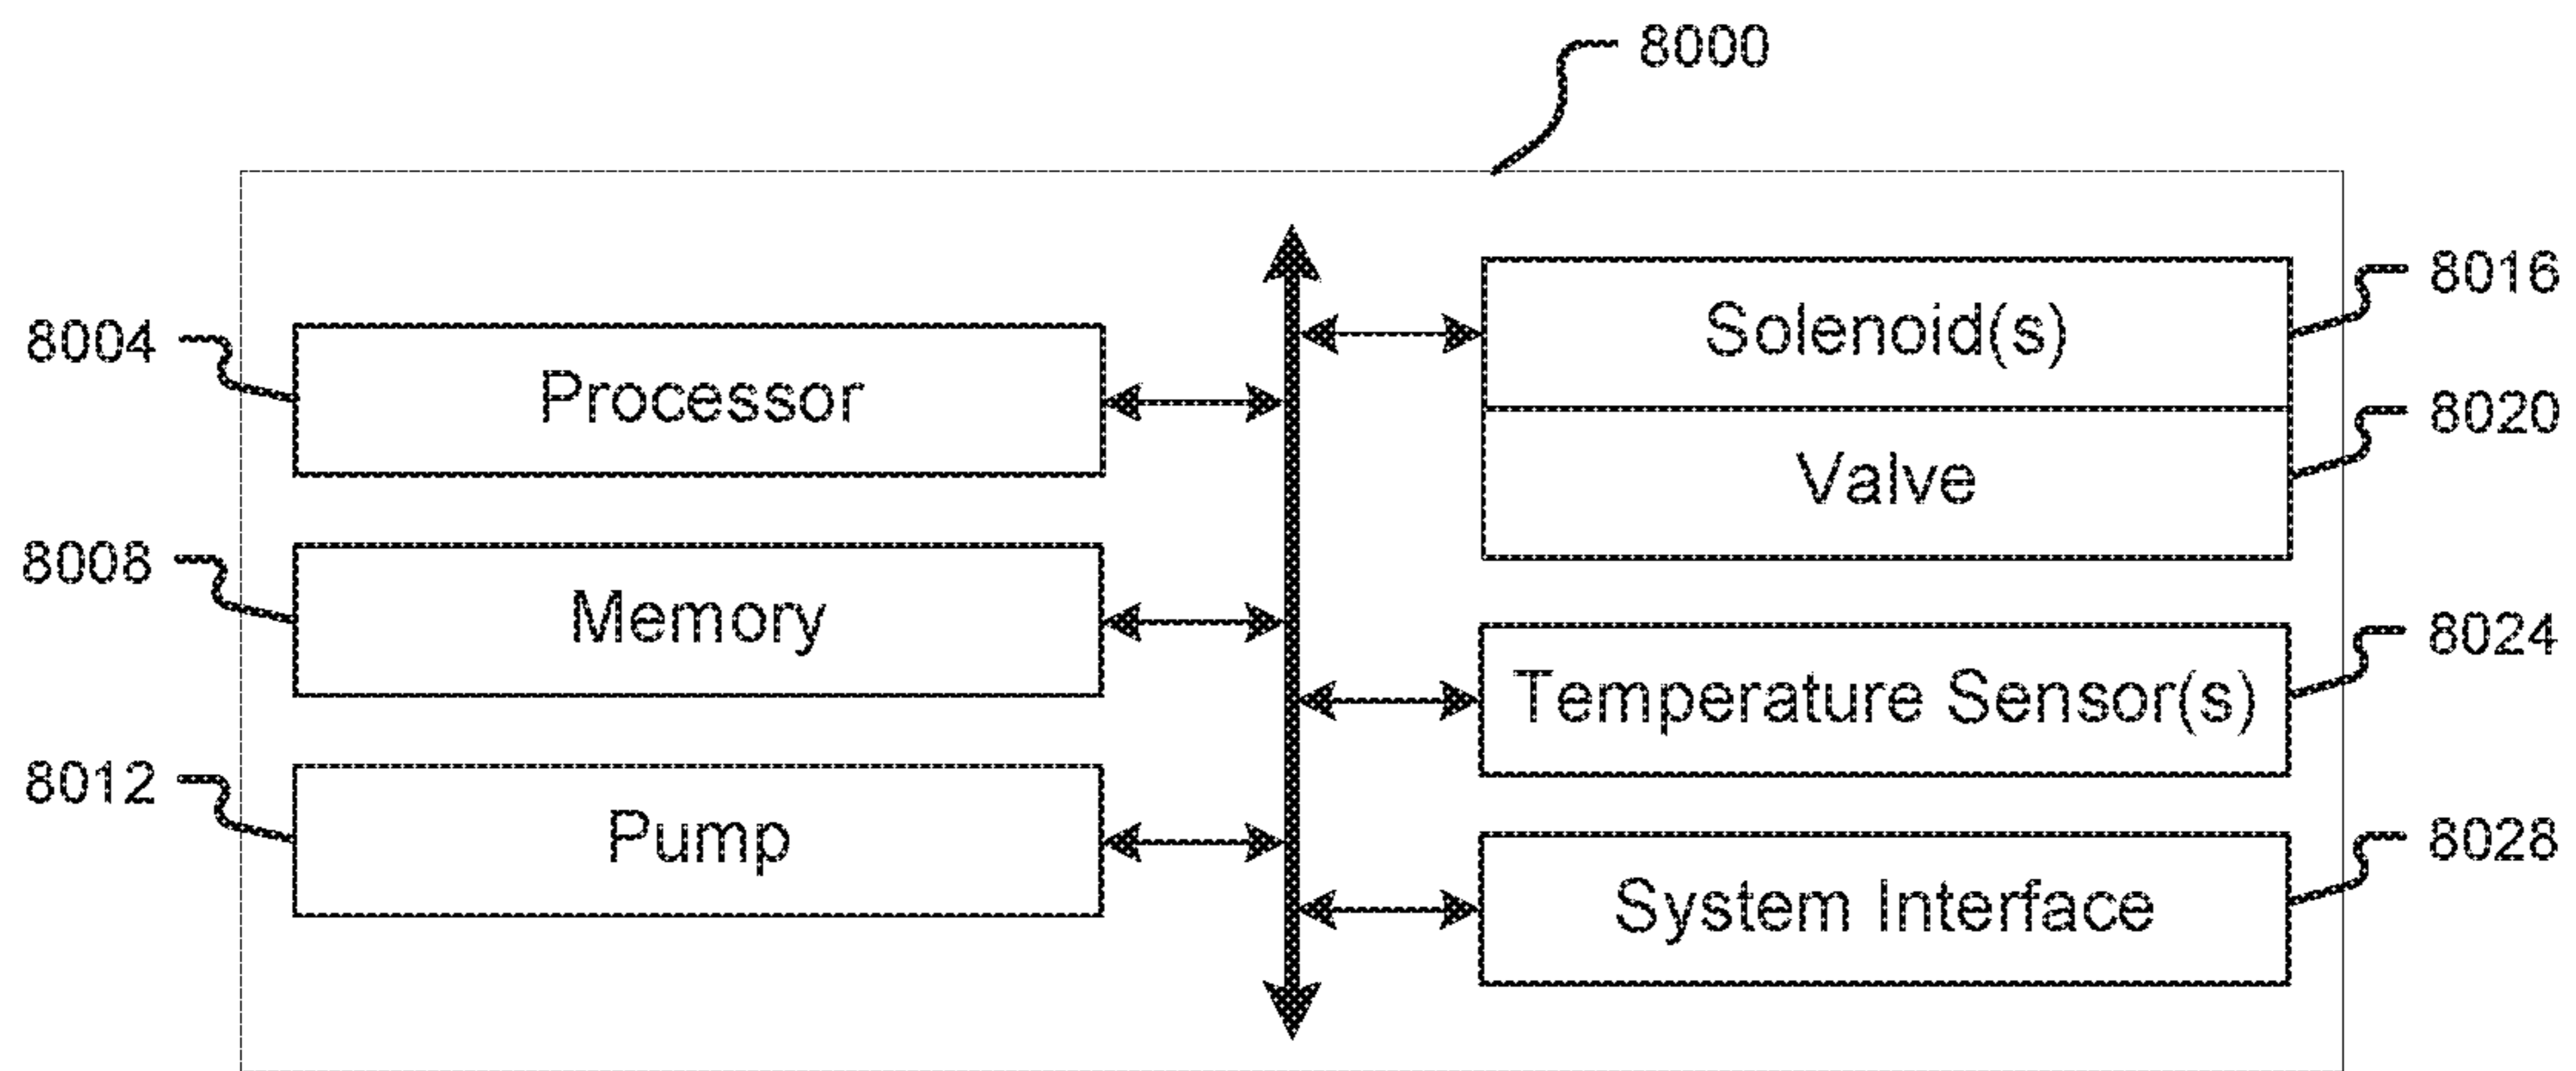 8000
8016
Solenoid(s)
8004
Processor
8020
Valve
8008
Memory
8024
Temperature Sensor(s)
8012
Pump
8028
System Interface